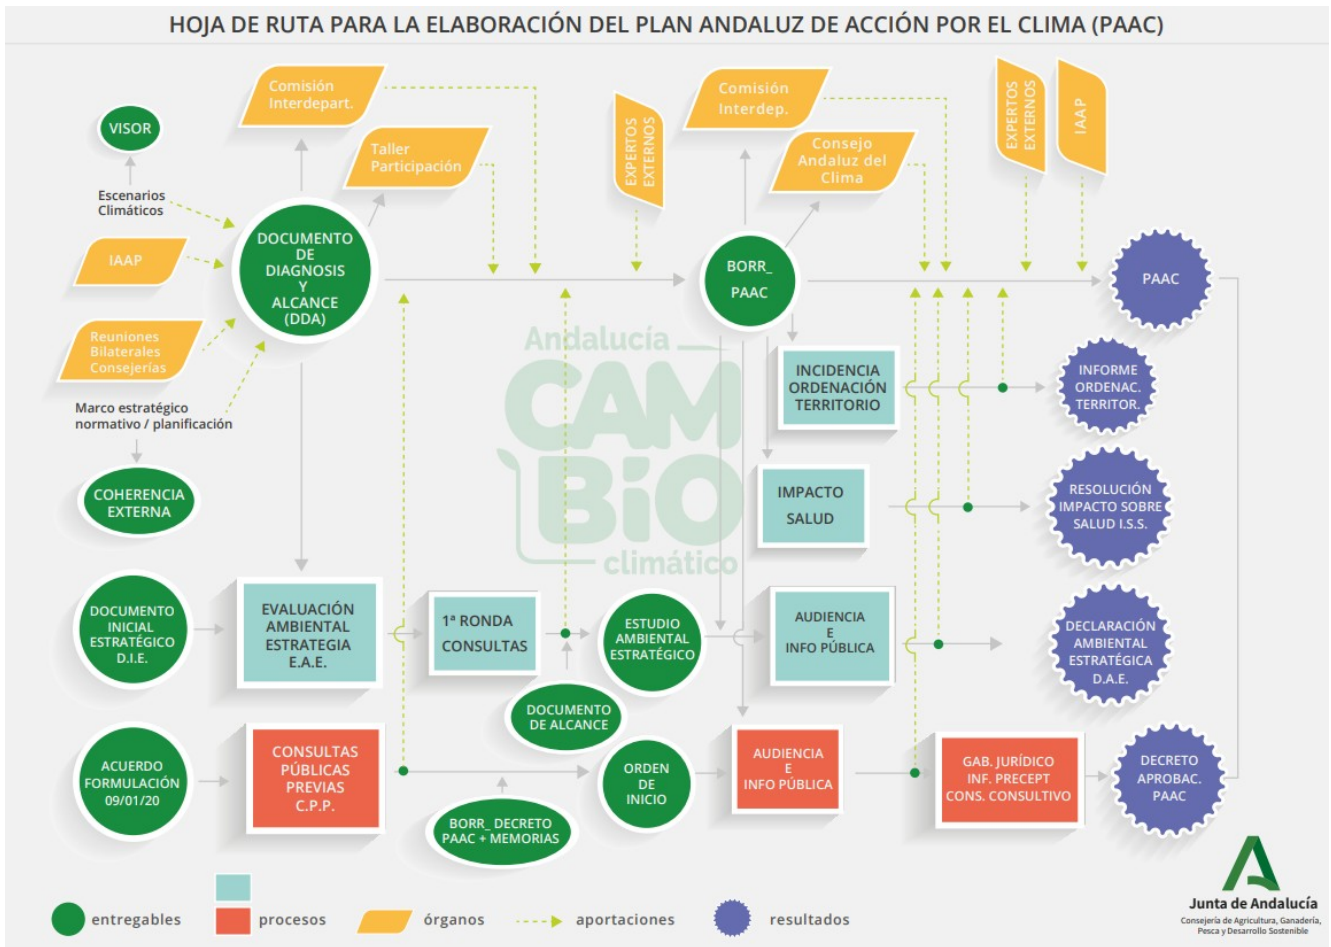 HOJA DE RUTA PARA LA ELABORACIÓN DEL PLAN ANDALUZ DE ACCIÓN POR EL CLIMA (PAAC)
VISOR
Escenarios
Climáticos
IAAP
Reuniones
Bilaterales
Consejerías
Marco estratégico
normativo / planificación
COHERENCIA
EXTERNA
Comisión
Interdepart.
Taller
Participación
DOCUMENTO
DE
DIAGNOSIS
Y
ALCANCE
(DDA)
EXPERTOS
EXTERNOS
Comisión
Interdep.
Consejo
Andaluz del
Clima
EXPERTOS
EXTERNOS
IAAP
BORR_
PAAC
PAAC
Andalucía
CAM
BIO
climático
INCIDENCIA
ORDENACIÓN
TERRITORIO
INFORME
ORDENAC.
TERRITOR.
IMPACTO
SALUD
RESOLUCIÓN
IMPACTO SOBRE
SALUD I.S.S.
DOCUMENTO
INICIAL
ESTRATÉGICO
D.I.E.
EVALUACIÓN
AMBIENTAL
ESTRATEGIA
E.A.E.
1ª RONDA
CONSULTAS
DOCUMENTO
DE ALCANCE
ESTUDIO
AMBIENTAL
ESTRATÉGICO
AUDIENCIA
E
INFO PÚBLICA
DECLARACIÓN
AMBIENTAL
ESTRATÉGICA
D.A.E.
ACUERDO
FORMULACIÓN
09/01/20
CONSULTAS
PÚBLICAS
PREVIAS
C.P.P.
BORR_ DECRETO
PAAC + MEMORIAS
ORDEN
DE
INICIO
AUDIENCIA
E
INFO PÚBLICA
GAB. JURÍDICO
INF. PRECEPT
CONS. CONSULTIVO
DECRETO
APROBAC.
PAAC
entregables
procesos
órganos
aportaciones
resultados
Junta de Andalucía
Consejería de Agricultura, Ganadería,
Pesca y Desarrollo Sostenible